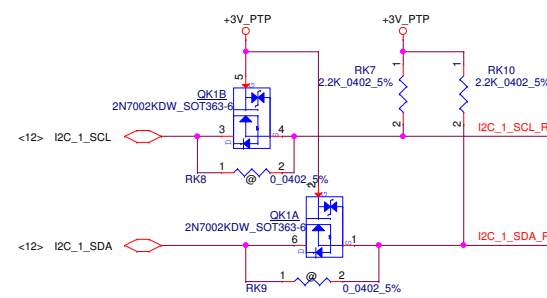 +3V_PTP +3V_PTP
5
G
1 1
RK7 RK10
2.2K_0402_5% 2.2K_0402_5%
QK1B
2N7002KDW_SOT363-6
2 2
<12> I2C_1_SCL 3 4 I2C_1_SCL_R
D S
1 2
RK8 @ 0_0402_5%
2
G
QK1A
2N7002KDW_SOT363-6
<12> I2C_1_SDA 6 1 I2C_1_SDA_R
D S
1 @ 2
RK9 0_0402_5%